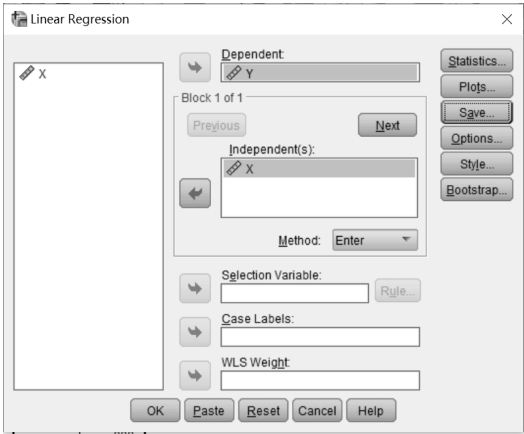 Linear Regression
X
Dependent:
Y
Block 1 of 1
Previous
Next
Independent(s):
X
Method:
Enter
Selection Variable:
Rule...
Case Labels:
WLS Weight:
Statistics...
Plots...
Save...
Options...
Style...
Bootstrap...
OK
Paste
Reset
Cancel
Help